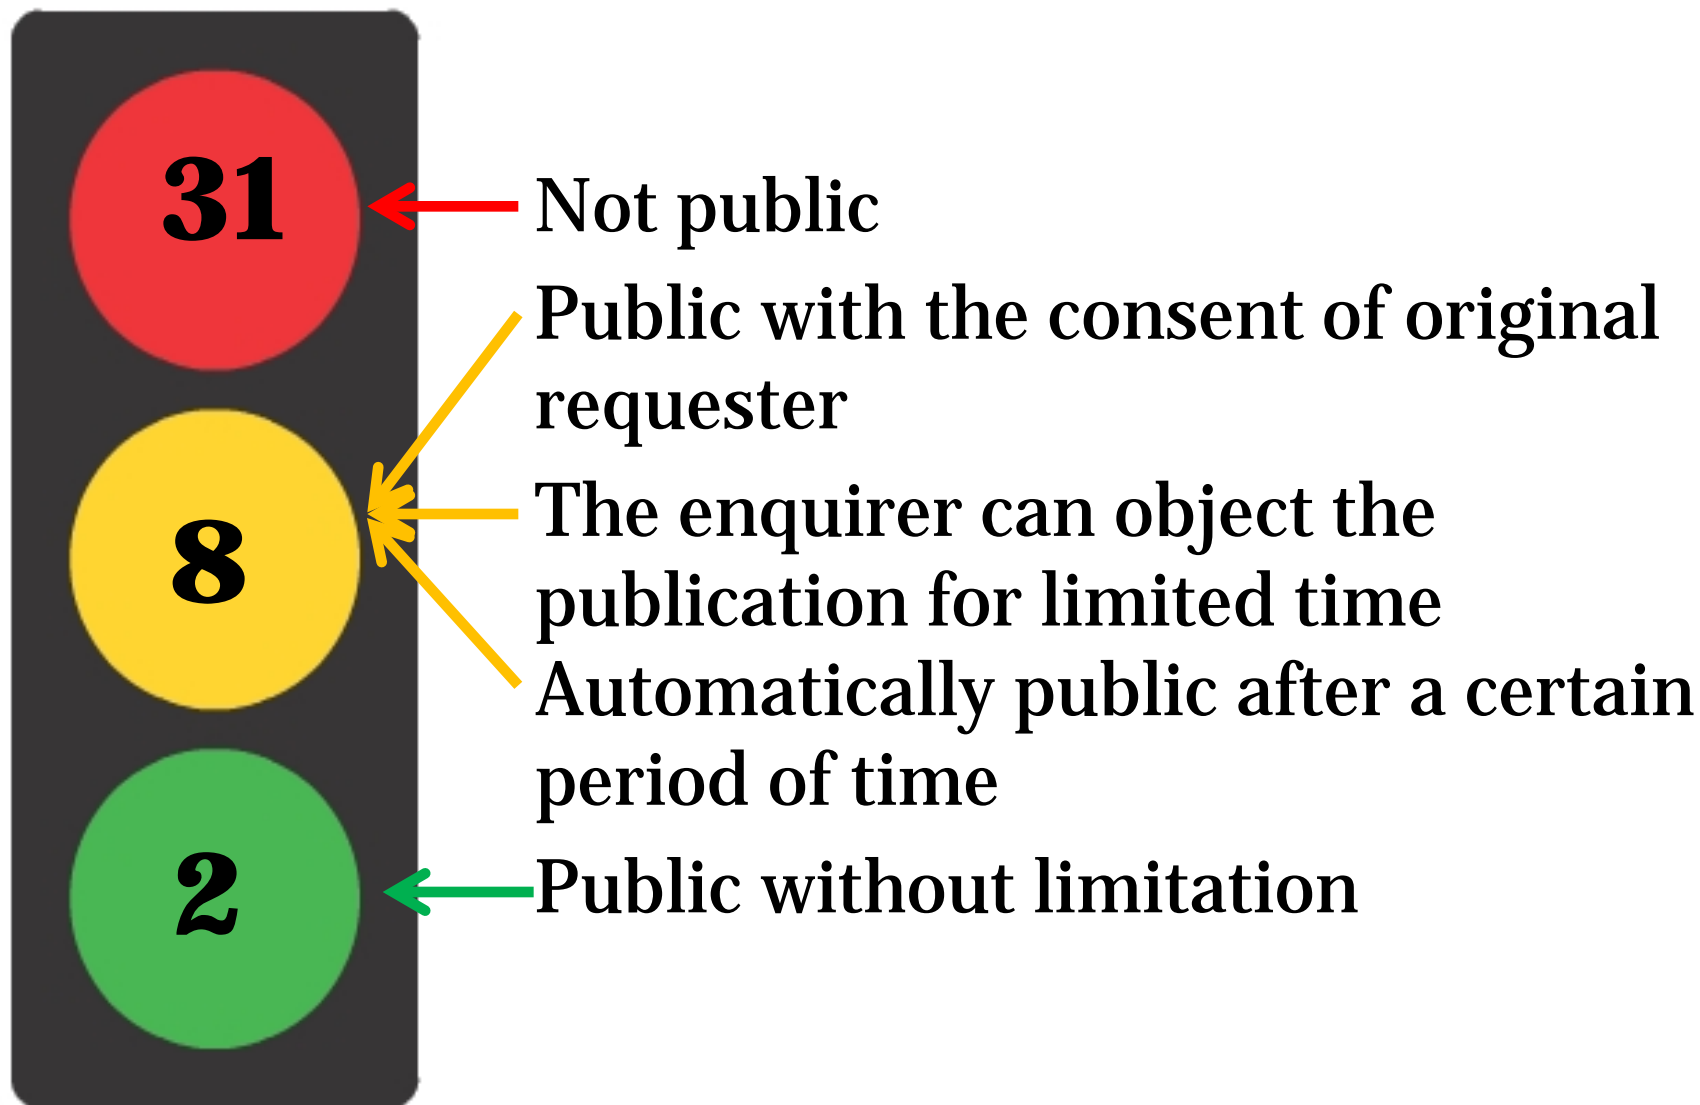 31
Not public
Public with the consent of original
requester
8
The enquirer can object the
publication for limited time
Automatically public after a certain
period of time
2
Public without limitation